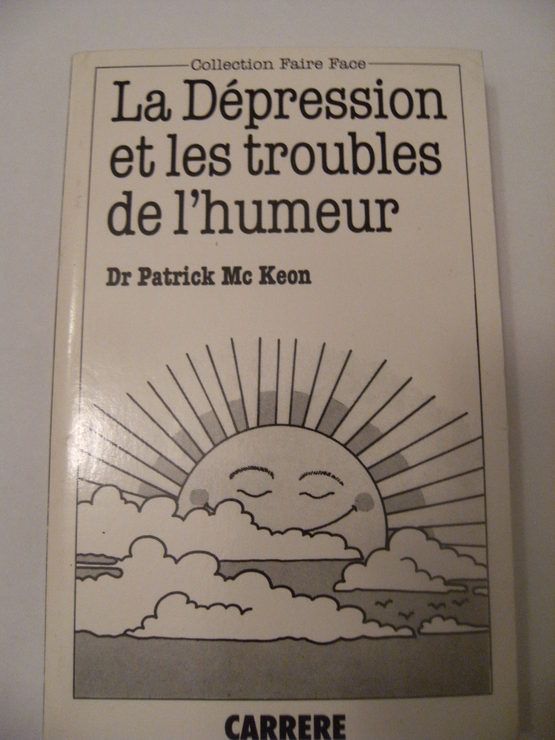 Collection Faire Face
La Dépression
et les troubles
de l'humeur
Dr Patrick Mc Keon
CARRERE